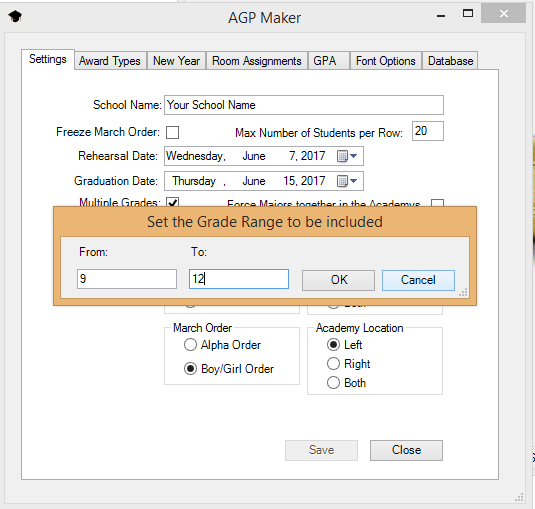 AGP Maker
Settings Award Types New Year Room Assignments GPA Font Options Database
School Name: Your School Name
Freeze March Order: Max Number of Students per Row: 20
Rehearsal Date: Wednesday, June 7, 2017
Graduation Date: Thursday , June 15, 2017
Multiple Grades: Force Majors together in the Academys
Set the Grade Range to be included
From: To:
9 12 OK Cancel
March Order Academy Location
Alpha Order Left
Boy/Girl Order Right
Both
Save Close